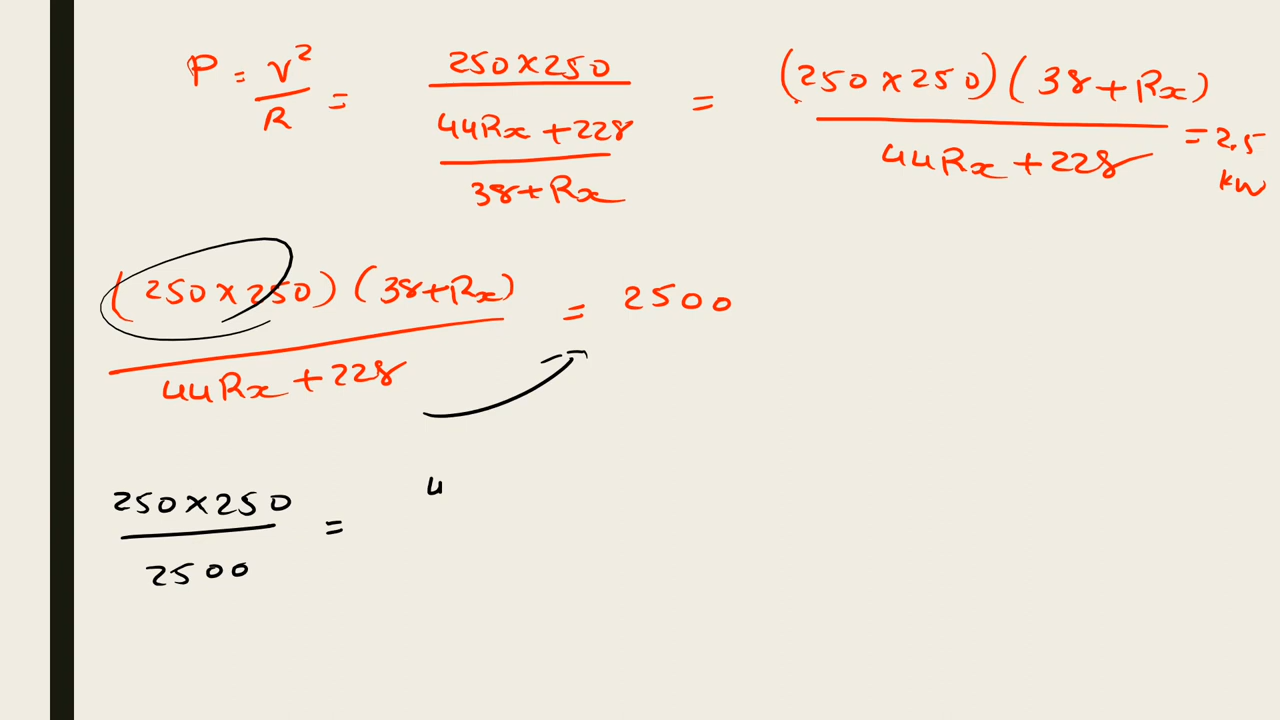 P = V² / R = 250×250 / ((44Rx + 228) / (38+Rx)) = (250×250)(38+Rx) / (44Rx + 228) = 2.5 kW
(250×250)(38+Rx) / (44Rx + 228) = 2500
250×250 / 2500 = 4